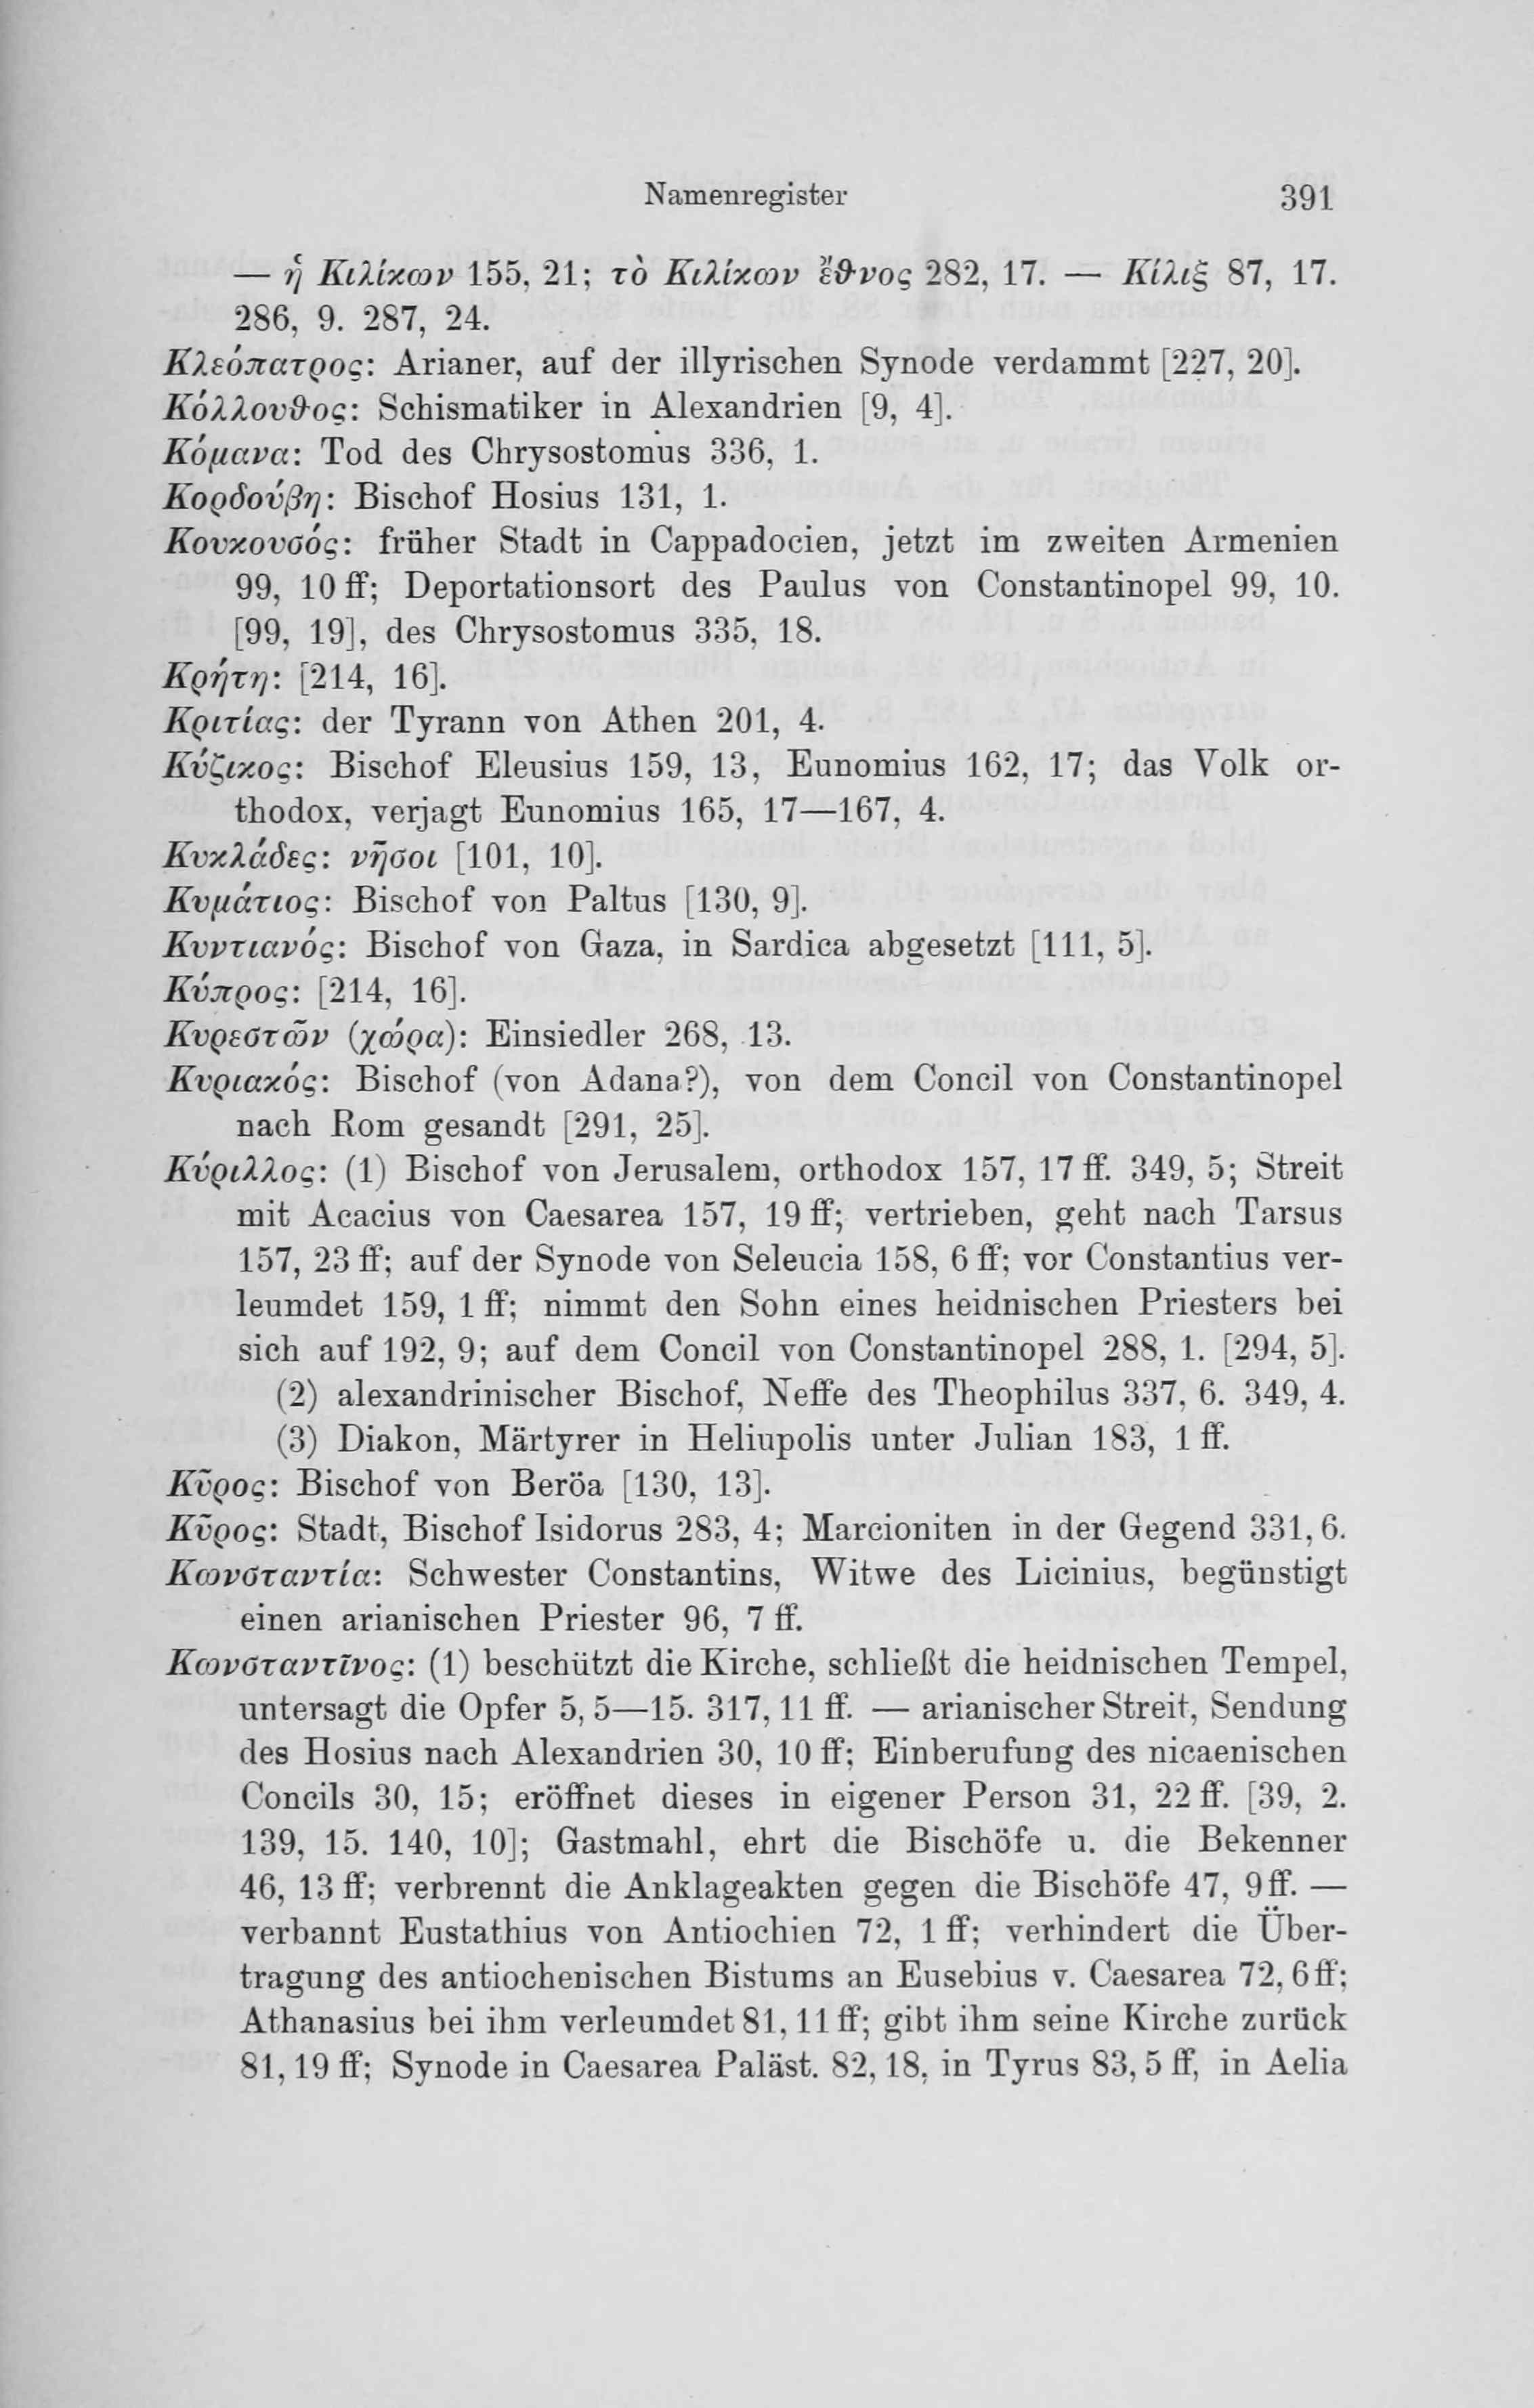 Namenregister 391
— ἡ Κιλίκων 155, 21; τὸ Κιλίκων ἔθνος 282, 17. — Κίλιξ 87, 17.
286, 9. 287, 24.
Κλεόπατρος: Arianer, auf der illyrischen Synode verdammt [227, 20].
Κόλλουθος: Schismatiker in Alexandrien [9, 4].
Κόμανα: Tod des Chrysostomus 336, 1.
Κορδούβη: Bischof Hosius 131, 1.
Κουκουσός: früher Stadt in Cappadocien, jetzt im zweiten Armenien
99, 10 ff; Deportationsort des Paulus von Constantinopel 99, 10.
[99, 19], des Chrysostomus 335, 18.
Κρήτη: [214, 16].
Κριτίας: der Tyrann von Athen 201, 4.
Κύζικος: Bischof Eleusius 159, 13, Eunomius 162, 17; das Volk or-
thodox, verjagt Eunomius 165, 17—167, 4.
Κυκλάδες: νῆσοι [101, 10].
Κυμάτιος: Bischof von Paltus [130, 9].
Κυντιανός: Bischof von Gaza, in Sardica abgesetzt [111, 5].
Κύπρος: [214, 16].
Κυρεστῶν (χώρα): Einsiedler 268, 13.
Κυριακός: Bischof (von Adana?), von dem Concil von Constantinopel
nach Rom gesandt [291, 25].
Κύριλλος: (1) Bischof von Jerusalem, orthodox 157, 17 ff. 349, 5; Streit
mit Acacius von Caesarea 157, 19 ff; vertrieben, geht nach Tarsus
157, 23 ff; auf der Synode von Seleucia 158, 6 ff; vor Constantius ver-
leumdet 159, 1 ff; nimmt den Sohn eines heidnischen Priesters bei
sich auf 192, 9; auf dem Concil von Constantinopel 288, 1. [294, 5].
(2) alexandrinischer Bischof, Neffe des Theophilus 337, 6. 349, 4.
(3) Diakon, Märtyrer in Heliupolis unter Julian 183, 1 ff.
Κῦρος: Bischof von Beröa [130, 13].
Κῦρος: Stadt, Bischof Isidorus 283, 4; Marcioniten in der Gegend 331, 6.
Κωνσταντία: Schwester Constantins, Witwe des Licinius, begünstigt
einen arianischen Priester 96, 7 ff.
Κωνσταντῖνος: (1) beschützt die Kirche, schließt die heidnischen Tempel,
untersagt die Opfer 5, 5—15. 317, 11 ff. — arianischer Streit, Sendung
des Hosius nach Alexandrien 30, 10 ff; Einberufung des nicaenischen
Concils 30, 15; eröffnet dieses in eigener Person 31, 22 ff. [39, 2.
139, 15. 140, 10]; Gastmahl, ehrt die Bischöfe u. die Bekenner
46, 13 ff; verbrennt die Anklageakten gegen die Bischöfe 47, 9 ff. —
verbannt Eustathius von Antiochien 72, 1 ff; verhindert die Über-
tragung des antiochenischen Bistums an Eusebius v. Caesarea 72, 6 ff;
Athanasius bei ihm verleumdet 81, 11 ff; gibt ihm seine Kirche zurück
81, 19 ff; Synode in Caesarea Paläst. 82, 18, in Tyrus 83, 5 ff, in Aelia